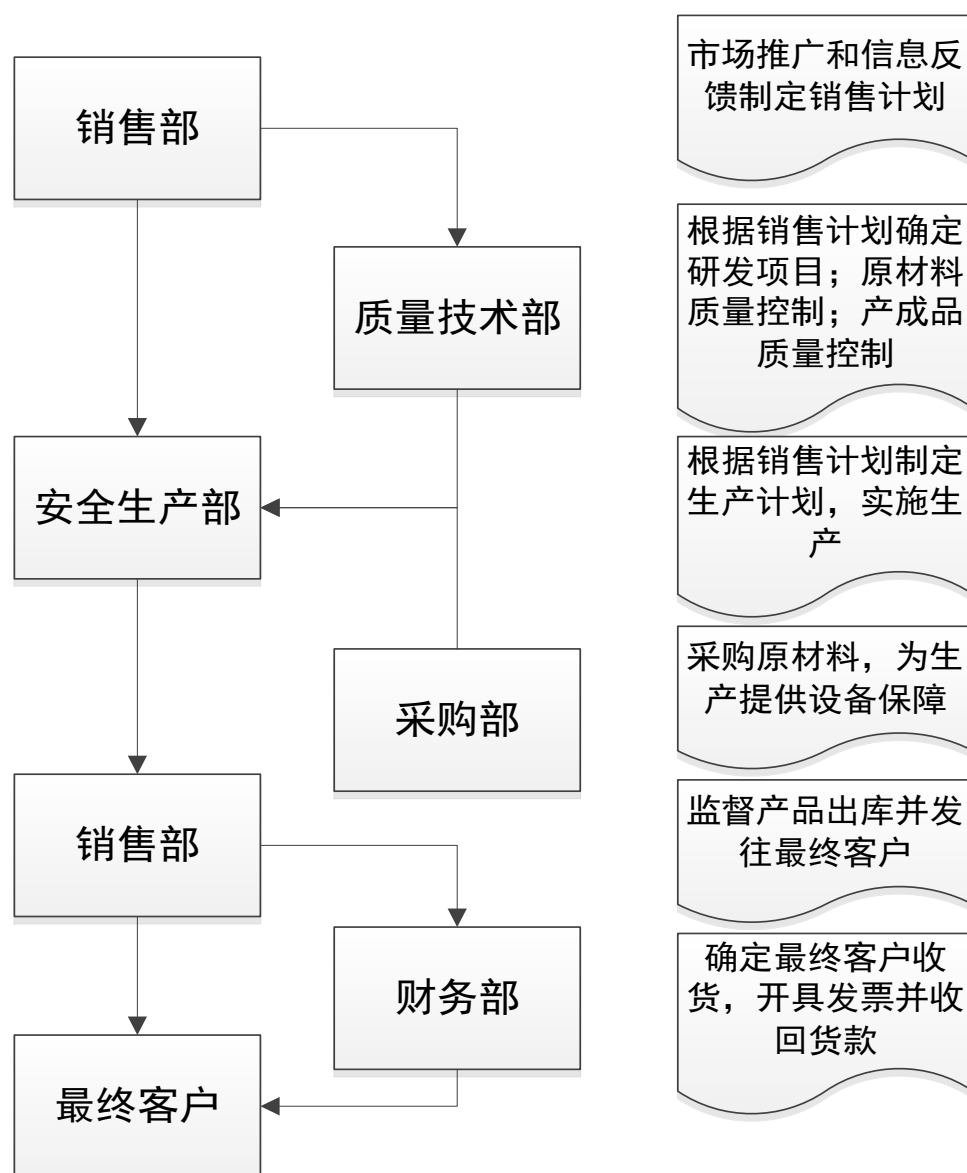 销售部
市场推广和信息反
馈制定销售计划
质量技术部
根据销售计划确定
研发项目；原材料
质量控制；产成品
质量控制
安全生产部
根据销售计划制定
生产计划，实施生
产
采购部
采购原材料，为生
产提供设备保障
销售部
监督产品出库并发
往最终客户
财务部
确定最终客户收
货，开具发票并收
回货款
最终客户